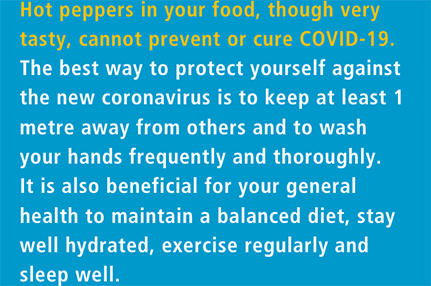 Hot peppers in your food, though very
tasty, cannot prevent or cure COVID-19.
The best way to protect yourself against
the new coronavirus is to keep at least 1
metre away from others and to wash
your hands frequently and thoroughly.
It is also beneficial for your general
health to maintain a balanced diet, stay
well hydrated, exercise regularly and
sleep well.